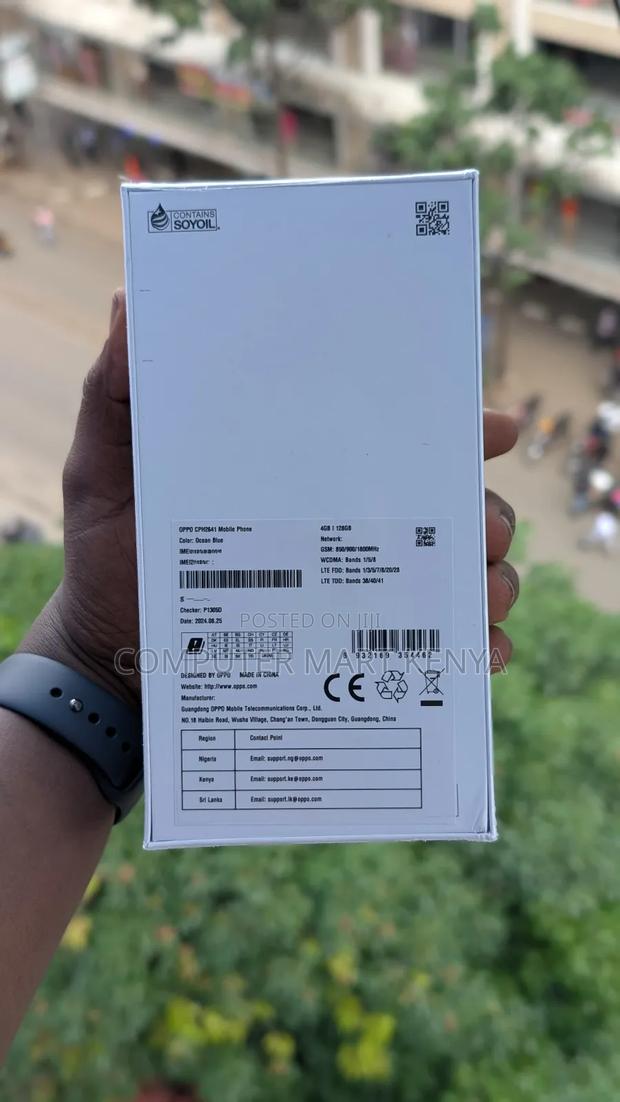 CONTAINS
SOYOIL
OPPO CPH2641 Mobile Phone
Color: Ocean Blue
Checker: P1305D
Date: 2024.08.25
4GB | 128GB
Network:
GSM: 850/900/1800MHz
WCDMA: Bands 1/5/8
LTE FDD: Bands 1/3/5/7/8/20/28
LTE TDD: Bands 38/40/41
POSTED ON JIJI
COMPUTER MART KENYA
932169 354462
DESIGNED BY OPPO MADE IN CHINA
Website: http://www.oppo.com
Manufacturer:
Guangdong OPPO Mobile Telecommunications Corp., Ltd.
NO.18 Haibin Road, Wusha Village, Chang'an Town, Dongguan City, Guangdong, China
CE
Region Contact Point
Nigeria Email: support.ng@oppo.com
Kenya Email: support.ke@oppo.com
Sri Lanka Email: support.lk@oppo.com